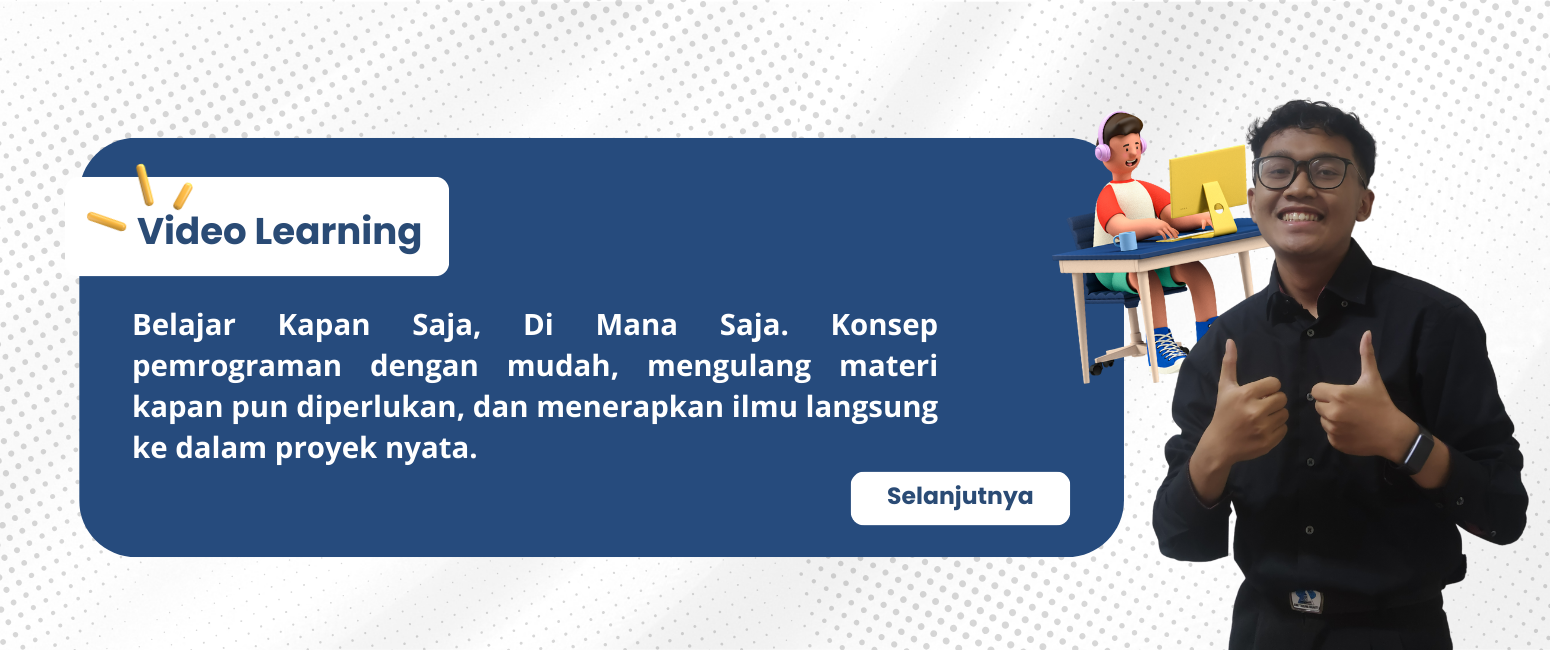 Video Learning
Belajar Kapan Saja, Di Mana Saja. Konsep
pemrograman dengan mudah, mengulang materi
kapan pun diperlukan, dan menerapkan ilmu langsung
ke dalam proyek nyata.
Selanjutnya